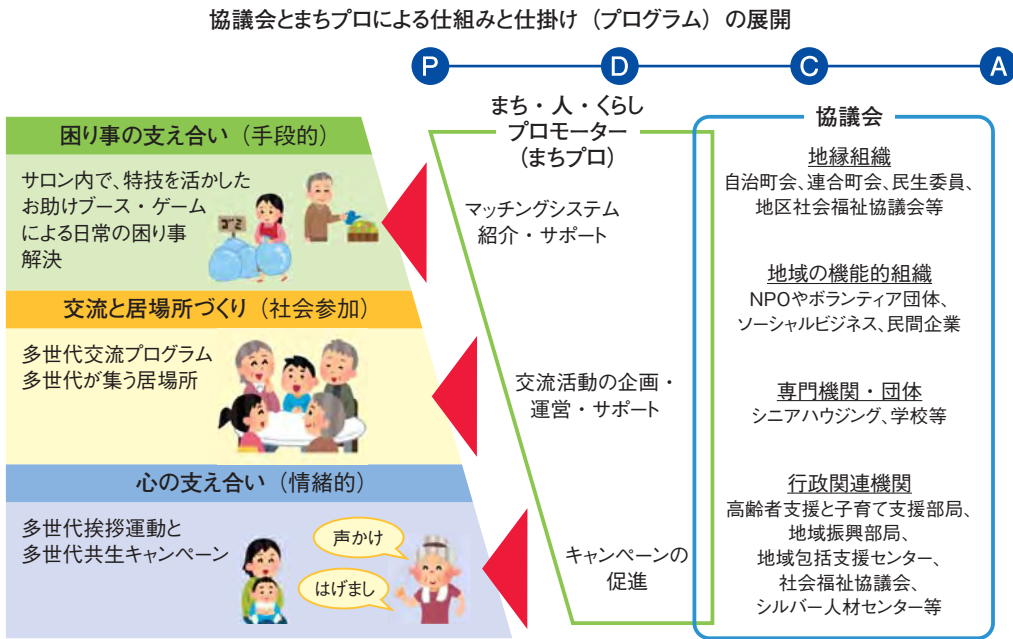 協議会とまちプロによる仕組みと仕掛け（プログラム）の展開
P
D
C
A
困り事の支え合い（手段的）
サロン内で、特技を活かした
お助けブース・ゲーム
による日常の困り事
解決
ゴミ
交流と居場所づくり（社会参加）
多世代交流プログラム
多世代が集う居場所
心の支え合い（情緒的）
多世代挨拶運動と
多世代共生キャンペーン
声かけ
はげまし
まち・人・くらし
プロモーター
（まちプロ）
マッチングシステム
紹介・サポート
交流活動の企画・
運営・サポート
キャンペーンの
促進
協議会
地縁組織
自治町会、連合町会、民生委員、
地区社会福祉協議会等
地域の機能的組織
NPOやボランティア団体、
ソーシャルビジネス、民間企業
専門機関・団体
シニアハウジング、学校等
行政関連機関
高齢者支援と子育て支援部局、
地域振興部局、
地域包括支援センター、
社会福祉協議会、
シルバー人材センター等